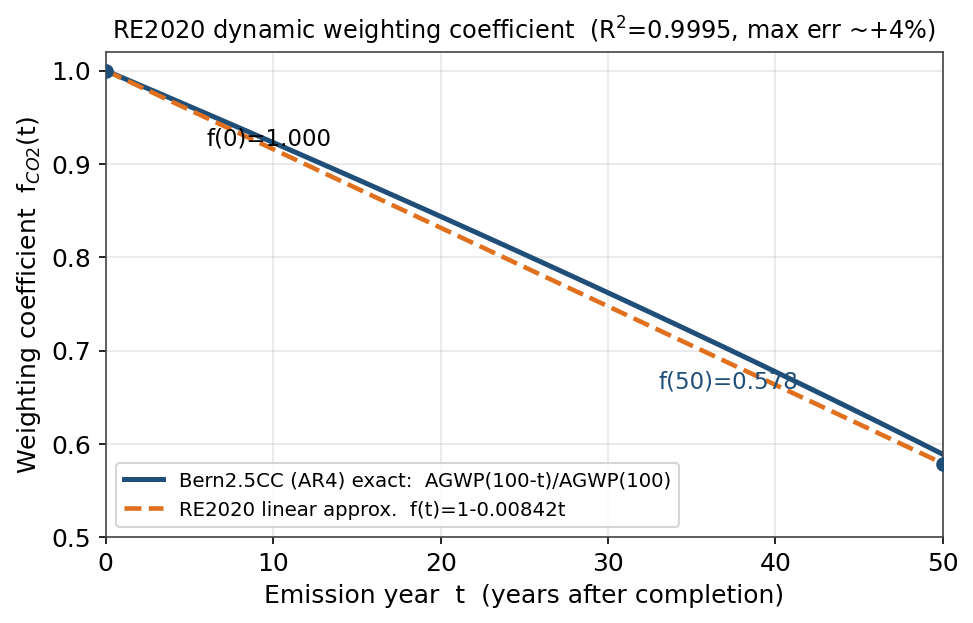 RE2020 dynamic weighting coefficient (R²=0.9995, max err ~+4%)
Weighting coefficient f_{CO2}(t)
1.0
0.9
0.8
0.7
0.6
0.5
f(0)=1.000
f(50)=0.578
Bern2.5CC (AR4) exact: AGWP(100-t)/AGWP(100)
RE2020 linear approx. f(t)=1-0.00842t
0 10 20 30 40 50
Emission year t (years after completion)